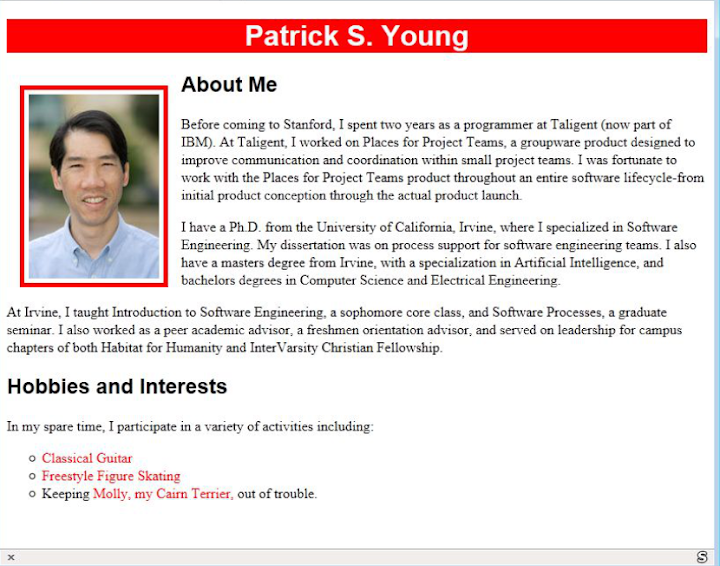 Patrick S. Young
About Me
Before coming to Stanford, I spent two years as a programmer at Taligent (now part of
IBM). At Taligent, I worked on Places for Project Teams, a groupware product designed to
improve communication and coordination within small project teams. I was fortunate to
work with the Places for Project Teams product throughout an entire software lifecycle-from
initial product conception through the actual product launch.
I have a Ph.D. from the University of California, Irvine, where I specialized in Software
Engineering. My dissertation was on process support for software engineering teams. I also
have a masters degree from Irvine, with a specialization in Artificial Intelligence, and
bachelors degrees in Computer Science and Electrical Engineering.
At Irvine, I taught Introduction to Software Engineering, a sophomore core class, and Software Processes, a graduate
seminar. I also worked as a peer academic advisor, a freshmen orientation advisor, and served on leadership for campus
chapters of both Habitat for Humanity and InterVarsity Christian Fellowship.
Hobbies and Interests
In my spare time, I participate in a variety of activities including:
Classical Guitar
Freestyle Figure Skating
Keeping Molly, my Cairn Terrier, out of trouble.
x S